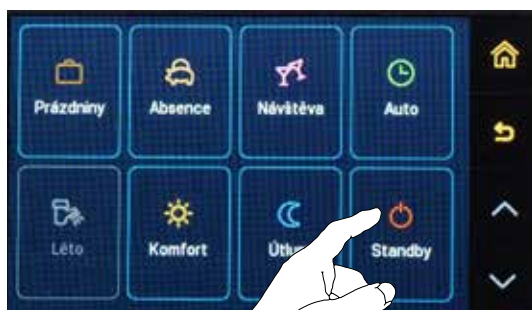 Prázdniny
Absence
Návštěva
Auto
Léto
Komfort
Standby